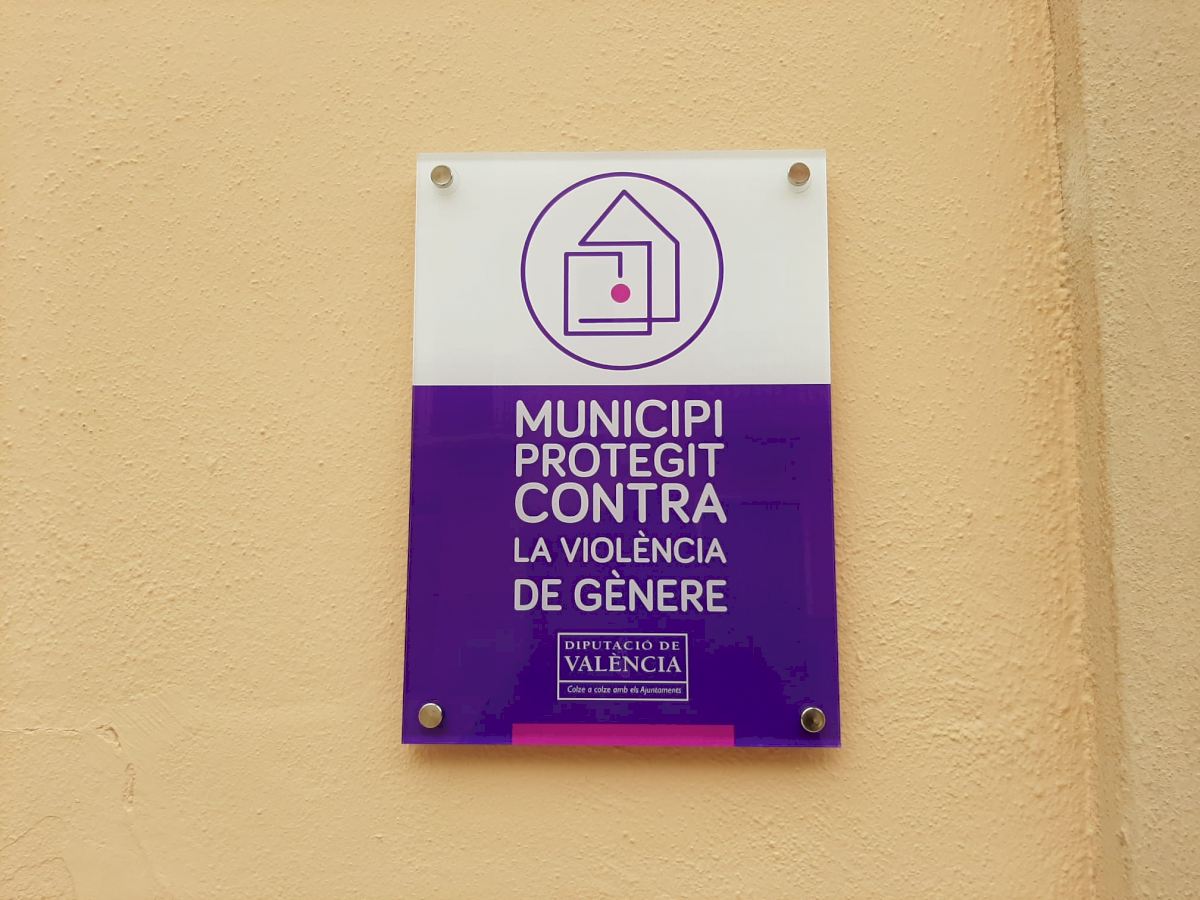 MUNICIPI
PROTEGIT
CONTRA
LA VIOLÈNCIA
DE GÈNERE
DIPUTACIÓ DE
VALÈNCIA
Colze a colze amb els Ajuntaments